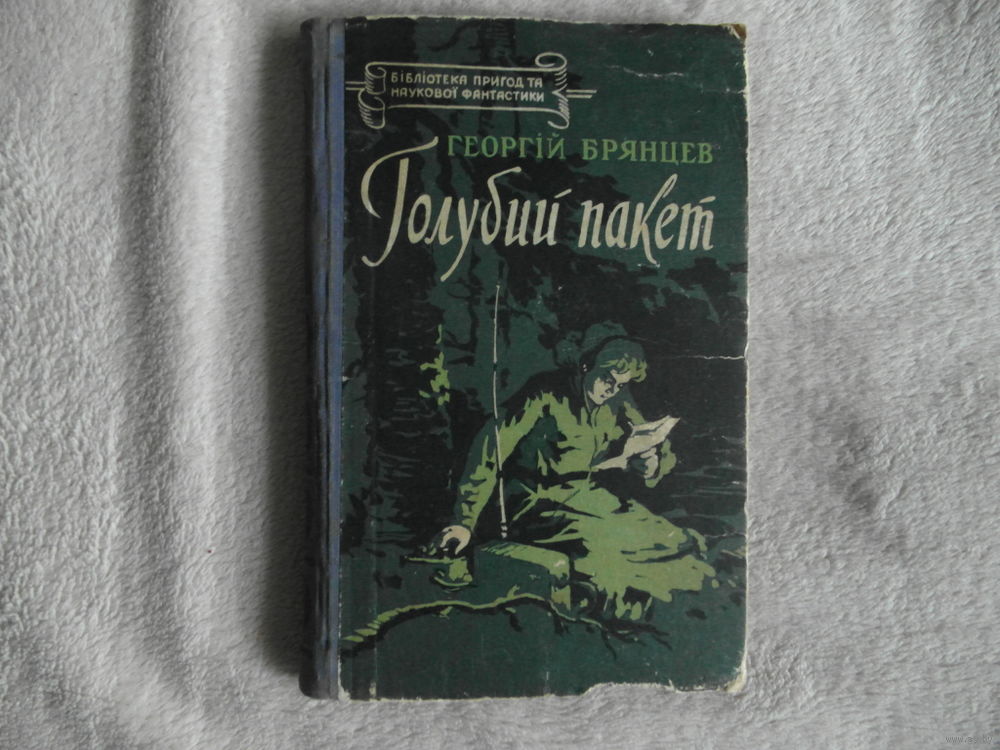 БІБЛІОТЕКА ПРИГОД ТА
НАУКОВОЇ ФАНТАСТИКИ
ГЕОРГІЙ БРЯНЦЕВ
Голубий пакет